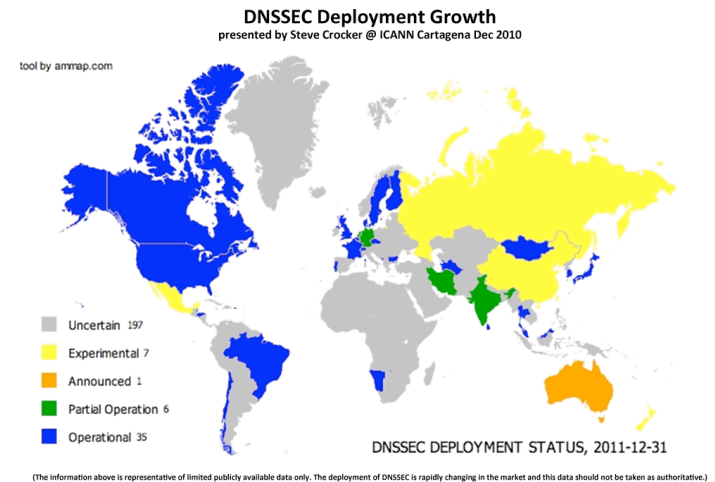 DNSSEC Deployment Growth
presented by Steve Crocker @ ICANN Cartagena Dec 2010
tool by ammap.com
Uncertain 197
Experimental 7
Announced 1
Partial Operation 6
Operational 35
DNSSEC DEPLOYMENT STATUS, 2011-12-31
(The information above is representative of limited publicly available data only. The deployment of DNSSEC is rapidly changing in the market and this data should not be taken as authoritative.)